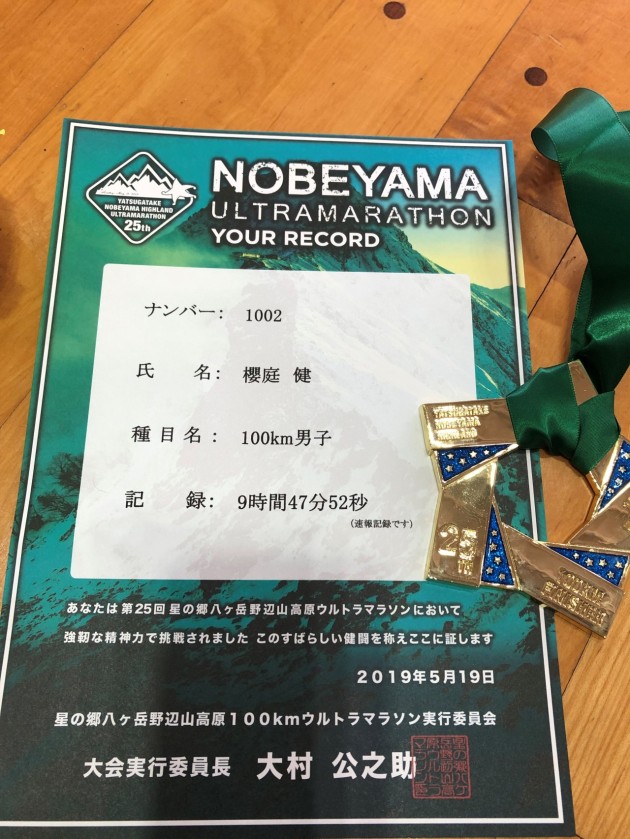 YATSUGATAKE
NOBEYAMA HIGHLAND
ULTRAMARATHON
25th
NOBEYAMA
ULTRAMARATHON
YOUR RECORD
ナンバー: 1002
氏 名: 櫻庭 健
種目名: 100km男子
記 録: 9時間47分52秒
(速報記録です)
あなたは第25回 星の郷八ヶ岳野辺山高原ウルトラマラソンにおいて
強靭な精神力で挑戦されました このすばらしい健闘を称えここに証します
2019年5月19日
星の郷八ヶ岳野辺山高原100kmウルトラマラソン実行委員会
大会実行委員長 大村 公之助
YATSUGATAKE
NOBEYAMA
HIGHLAND
25